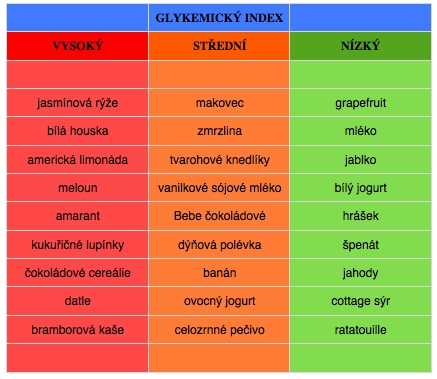 GLYKEMICKÝ INDEX
VYSOKÝ STŘEDNÍ NÍZKÝ
jasmínová rýže makovec grapefruit
bílá houska zmrzlina mléko
americká limonáda tvarohové knedlíky jablko
meloun vanilkové sójové mléko bílý jogurt
amarant Bebe čokoládové hrášek
kukuřičné lupínky dýňová polévka špenát
čokoládové cereálie banán jahody
datle ovocný jogurt cottage sýr
bramborová kaše celozrnné pečivo ratatouille